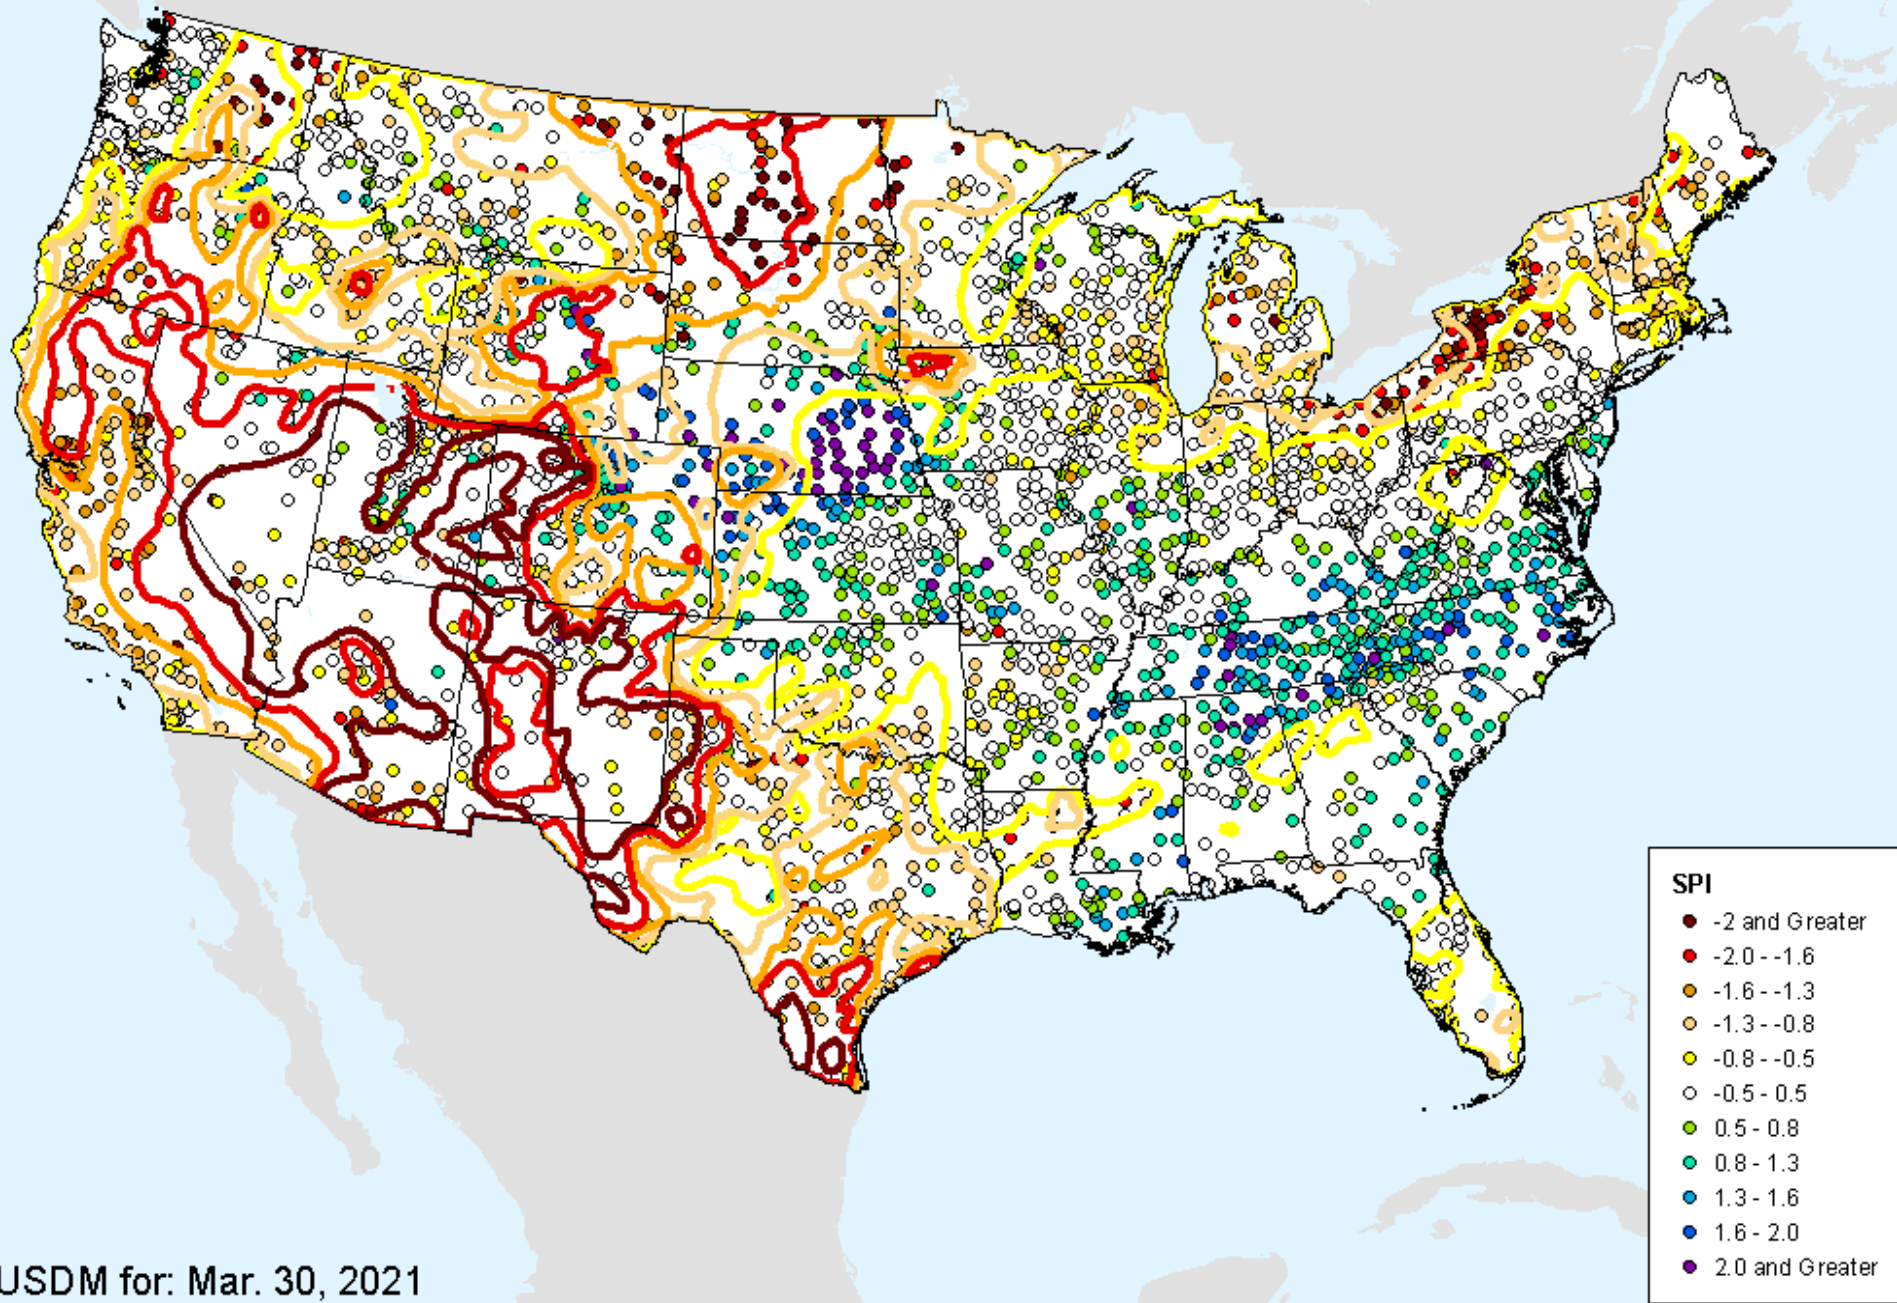 SPI
-2 and Greater
-2.0 - -1.6
-1.6 - -1.3
-1.3 - -0.8
-0.8 - -0.5
-0.5 - 0.5
0.5 - 0.8
0.8 - 1.3
1.3 - 1.6
1.6 - 2.0
2.0 and Greater
USDM for: Mar. 30, 2021